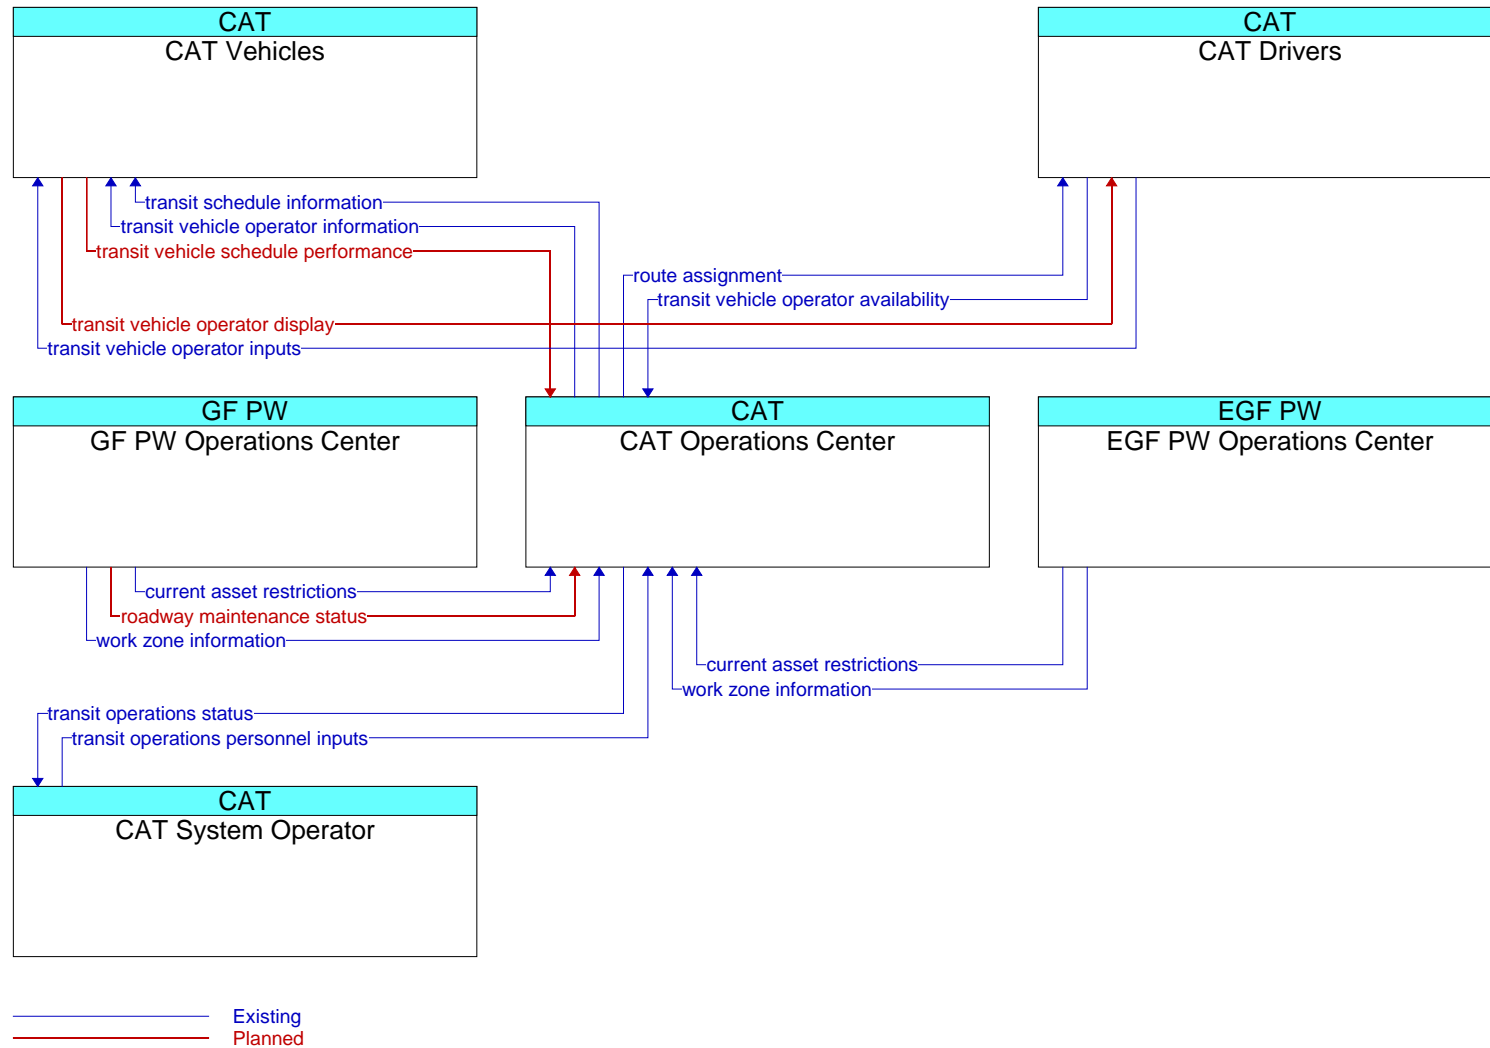 CAT
CAT Vehicles
CAT
CAT Drivers
transit schedule information
transit vehicle operator information
transit vehicle schedule performance
route assignment
transit vehicle operator availability
transit vehicle operator display
transit vehicle operator inputs
GF PW
GF PW Operations Center
CAT
CAT Operations Center
EGF PW
EGF PW Operations Center
current asset restrictions
roadway maintenance status
work zone information
current asset restrictions
work zone information
transit operations status
transit operations personnel inputs
CAT
CAT System Operator
Existing
Planned